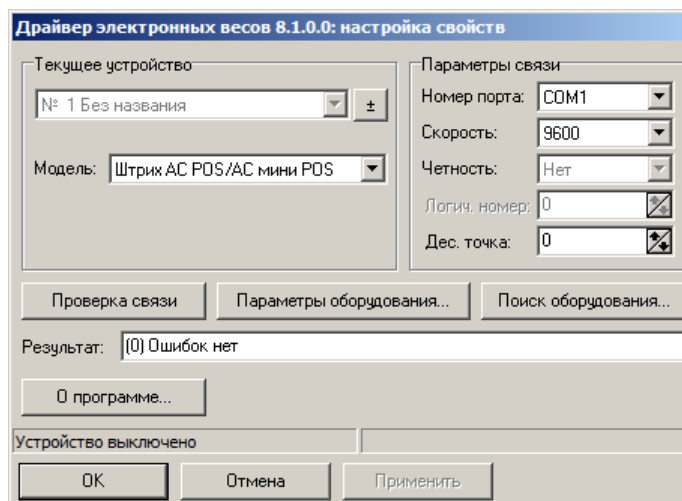 Драйвер электронных весов 8.1.0.0: настройка свойств
Текущее устройство
№ 1 Без названия
±
Модель: Штрих АС POS/АС мини POS
Параметры связи
Номер порта: COM1
Скорость: 9600
Четность: Нет
Логич. номер: 0
Дес. точка: 0
Проверка связи Параметры оборудования... Поиск оборудования...
Результат: (0) Ошибок нет
О программе...
Устройство выключено
OK Отмена Применить